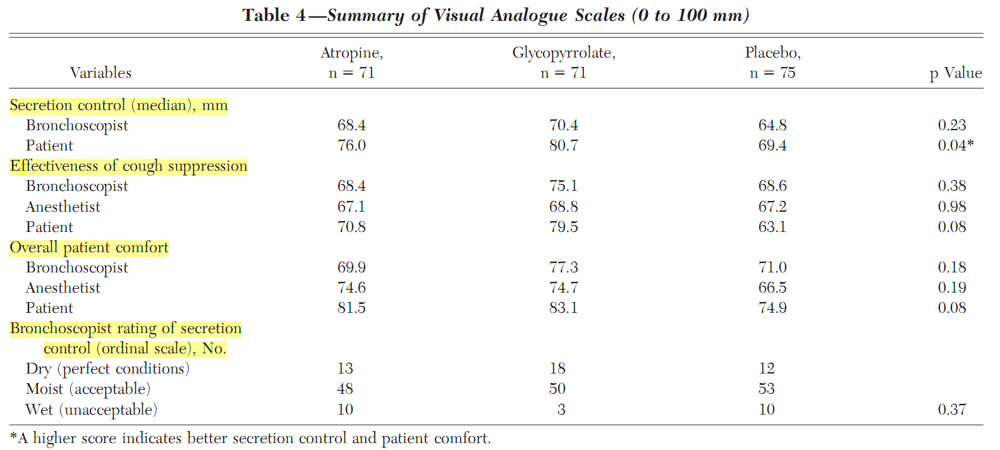 Table 4—Summary of Visual Analogue Scales (0 to 100 mm)
Variables Atropine, n = 71 Glycopyrrolate, n = 71 Placebo, n = 75 p Value
Secretion control (median), mm
Bronchoscopist 68.4 70.4 64.8 0.23
Patient 76.0 80.7 69.4 0.04*
Effectiveness of cough suppression
Bronchoscopist 68.4 75.1 68.6 0.38
Anesthetist 67.1 68.8 67.2 0.98
Patient 70.8 79.5 63.1 0.08
Overall patient comfort
Bronchoscopist 69.9 77.3 71.0 0.18
Anesthetist 74.6 74.7 66.5 0.19
Patient 81.5 83.1 74.9 0.08
Bronchoscopist rating of secretion
control (ordinal scale), No.
Dry (perfect conditions) 13 18 12
Moist (acceptable) 48 50 53
Wet (unacceptable) 10 3 10 0.37
*A higher score indicates better secretion control and patient comfort.